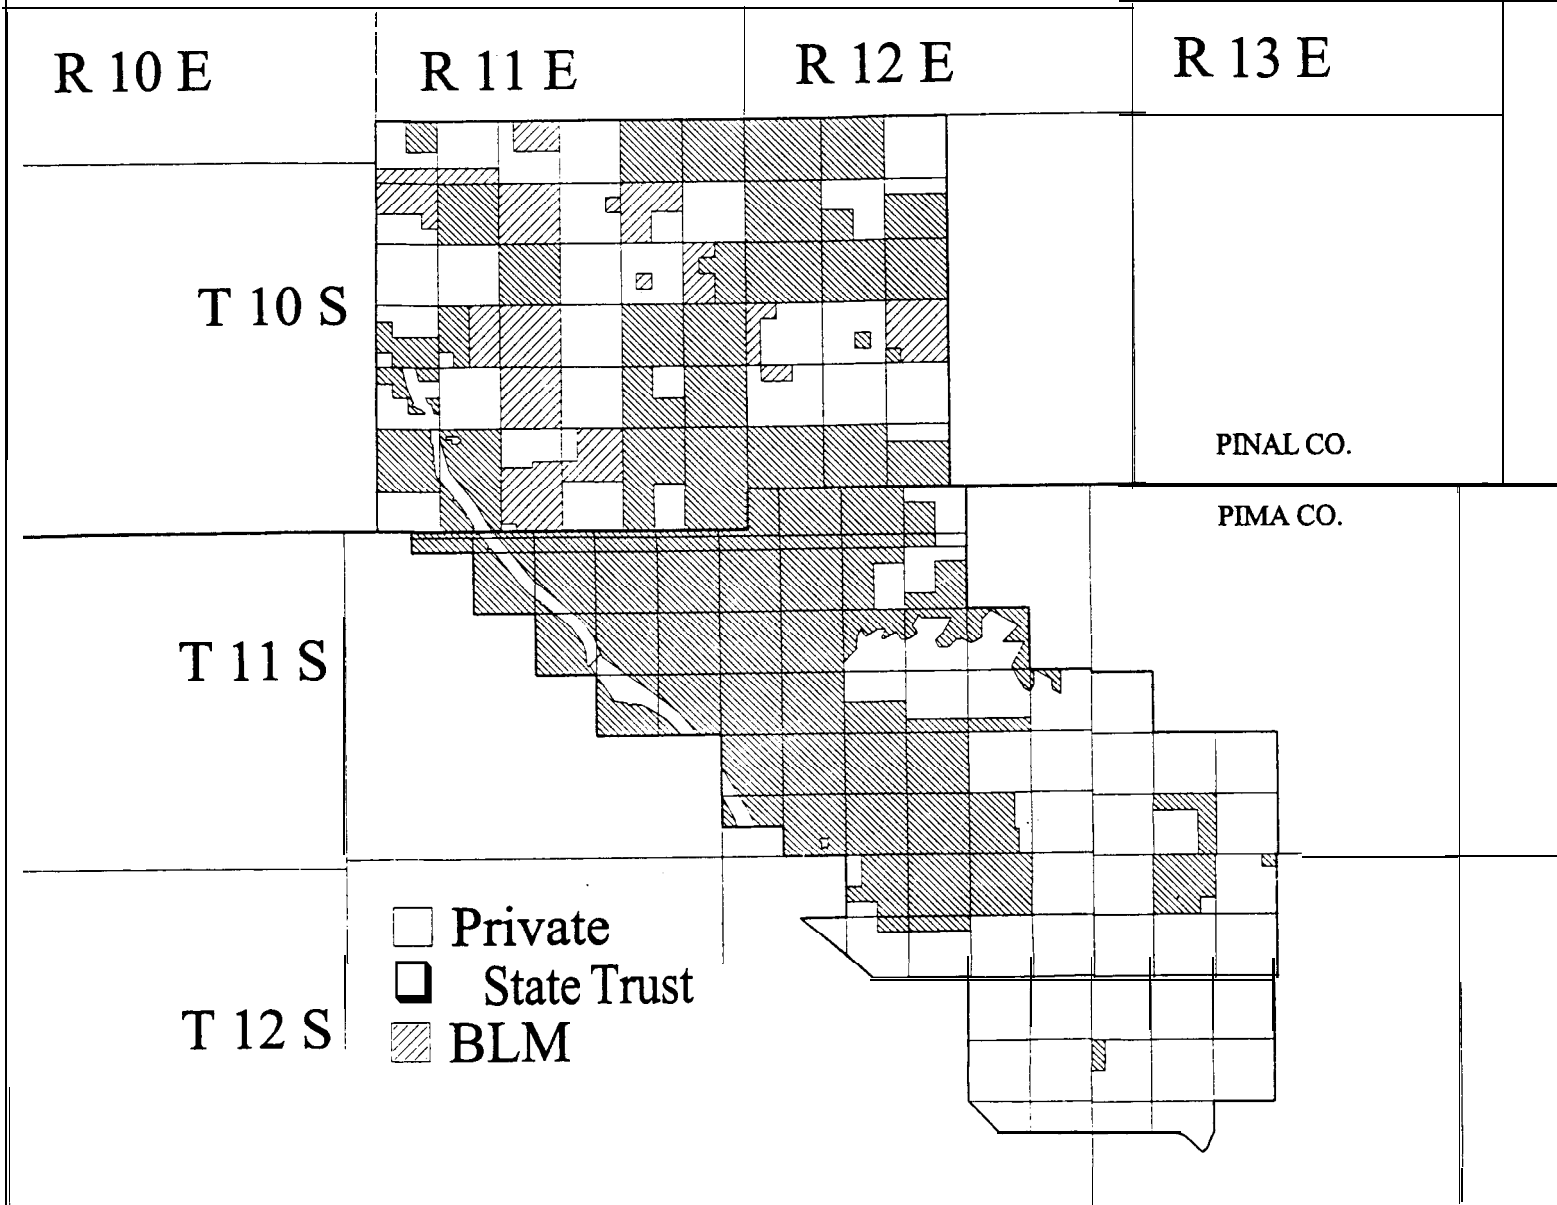 R 10 E
R 11 E
R 12 E
R 13 E
T 10 S
PINAL CO.
PIMA CO.
T 11 S
Private
State Trust
T 12 S
BLM